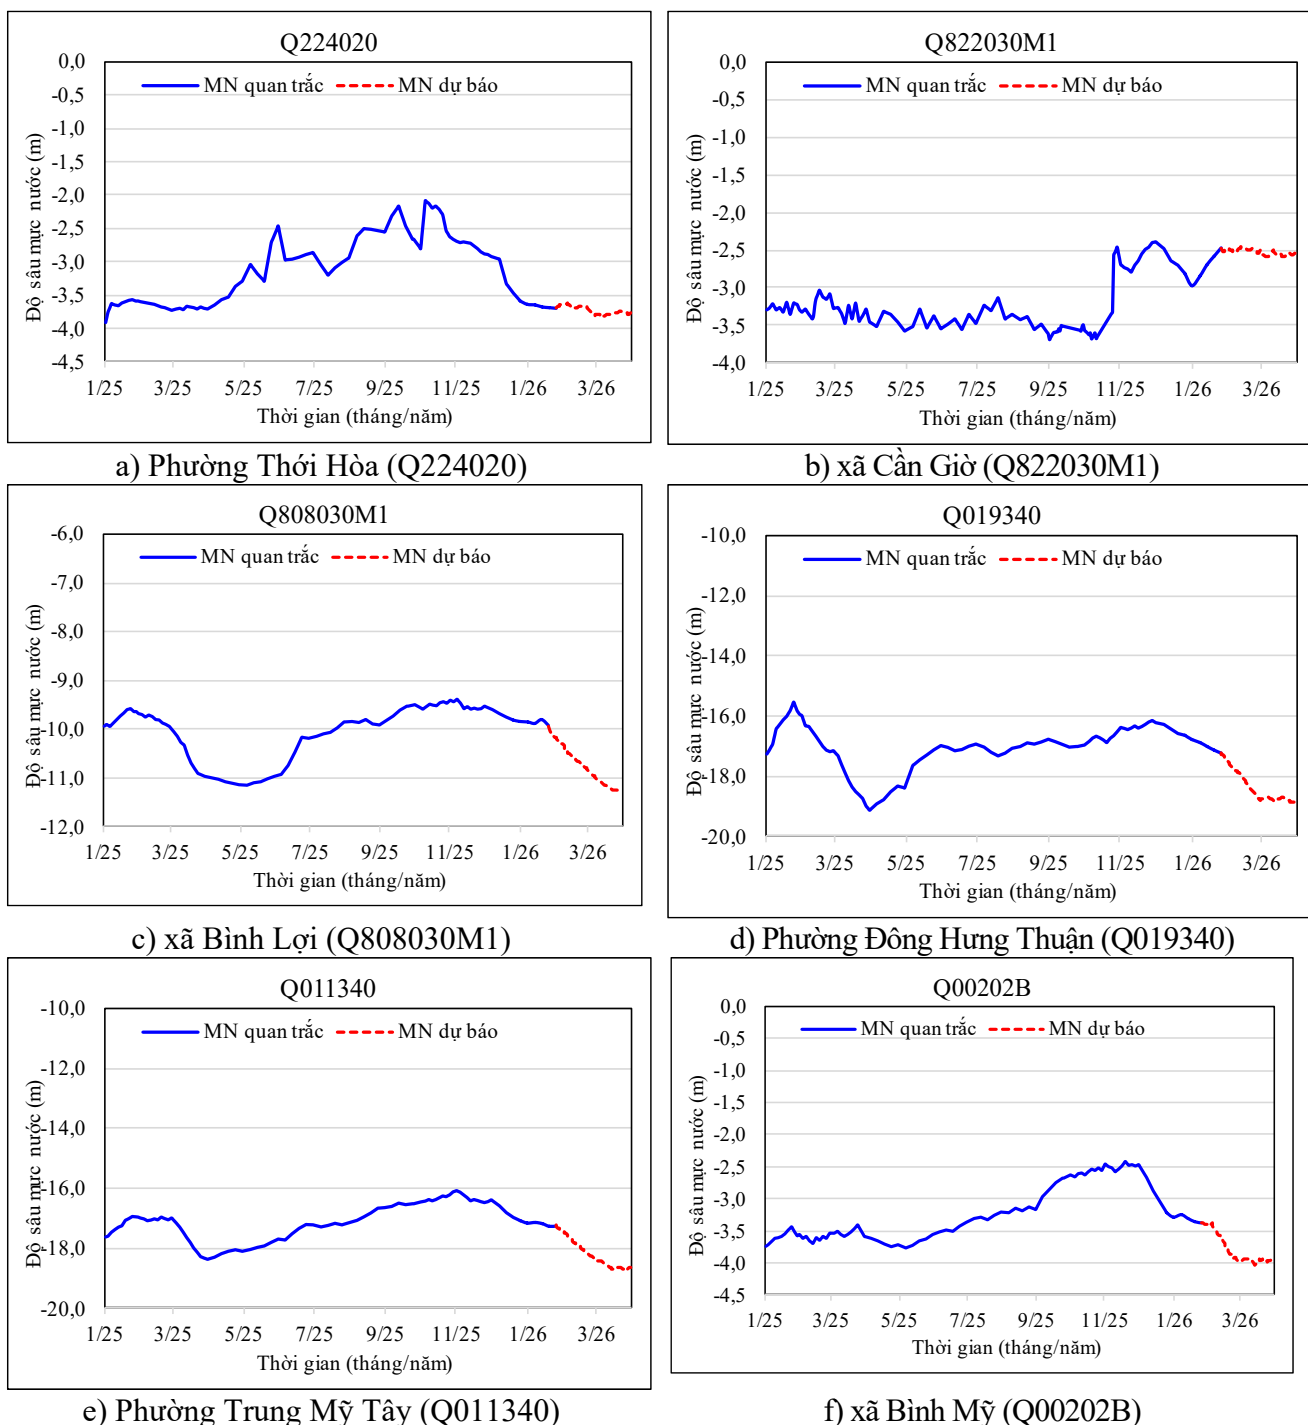 Q224020
0,0
-0,5
-1,0
-1,5
-2,0
-2,5
-3,0
-3,5
-4,0
-4,5
MN quan trắc MN dự báo
Độ sâu mực nước (m)
1/25 3/25 5/25 7/25 9/25 11/25 1/26 3/26
Thời gian (tháng/năm)
a) Phường Thới Hòa (Q224020)
Q822030M1
0,0
-0,5
-1,0
-1,5
-2,0
-2,5
-3,0
-3,5
-4,0
MN quan trắc MN dự báo
Độ sâu mực nước (m)
1/25 3/25 5/25 7/25 9/25 11/25 1/26 3/26
Thời gian (tháng/năm)
b) xã Cần Giờ (Q822030M1)
Q808030M1
-6,0
-7,0
-8,0
-9,0
-10,0
-11,0
-12,0
MN quan trắc MN dự báo
Độ sâu mực nước (m)
1/25 3/25 5/25 7/25 9/25 11/25 1/26 3/26
Thời gian (tháng/năm)
c) xã Bình Lợi (Q808030M1)
Q019340
-10,0
-12,0
-14,0
-16,0
-18,0
-20,0
MN quan trắc MN dự báo
Độ sâu mực nước (m)
1/25 3/25 5/25 7/25 9/25 11/25 1/26 3/26
Thời gian (tháng/năm)
d) Phường Đông Hưng Thuận (Q019340)
Q011340
-10,0
-12,0
-14,0
-16,0
-18,0
-20,0
MN quan trắc MN dự báo
Độ sâu mực nước (m)
1/25 3/25 5/25 7/25 9/25 11/25 1/26 3/26
Thời gian (tháng/năm)
e) Phường Trung Mỹ Tây (Q011340)
Q00202B
0,0
-0,5
-1,0
-1,5
-2,0
-2,5
-3,0
-3,5
-4,0
-4,5
MN quan trắc MN dự báo
Độ sâu mực nước (m)
1/25 3/25 5/25 7/25 9/25 11/25 1/26 3/26
Thời gian (tháng/năm)
f) xã Bình Mỹ (Q00202B)